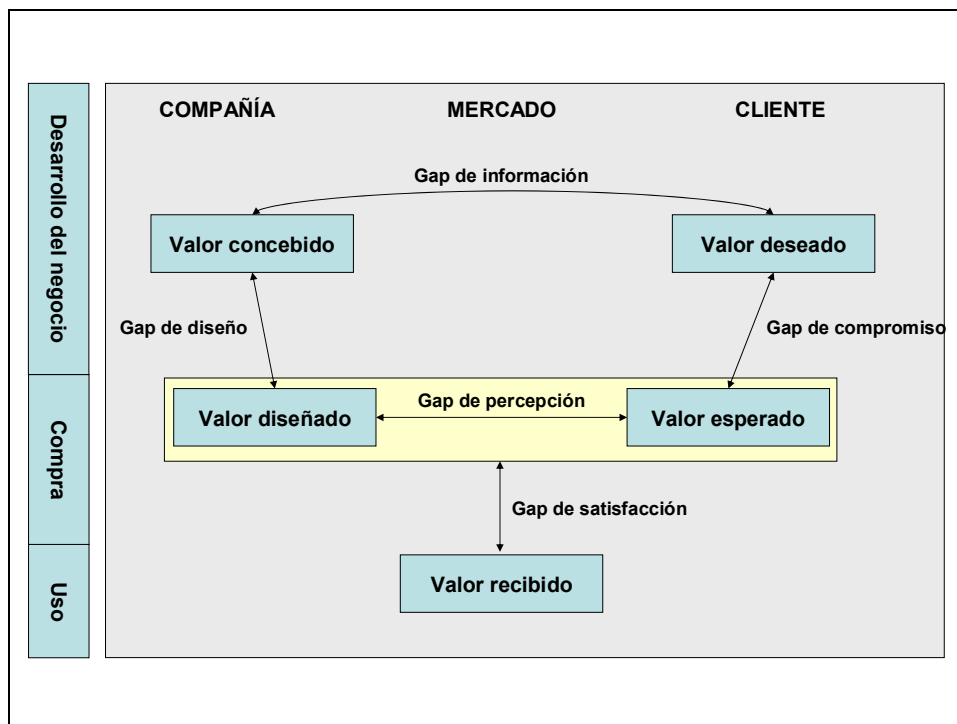 COMPAÑÍA
MERCADO
CLIENTE
Desarrollo del negocio
Gap de información
Valor concebido
Valor deseado
Gap de diseño
Gap de compromiso
Compra
Valor diseñado
Gap de percepción
Valor esperado
Gap de satisfacción
Uso
Valor recibido